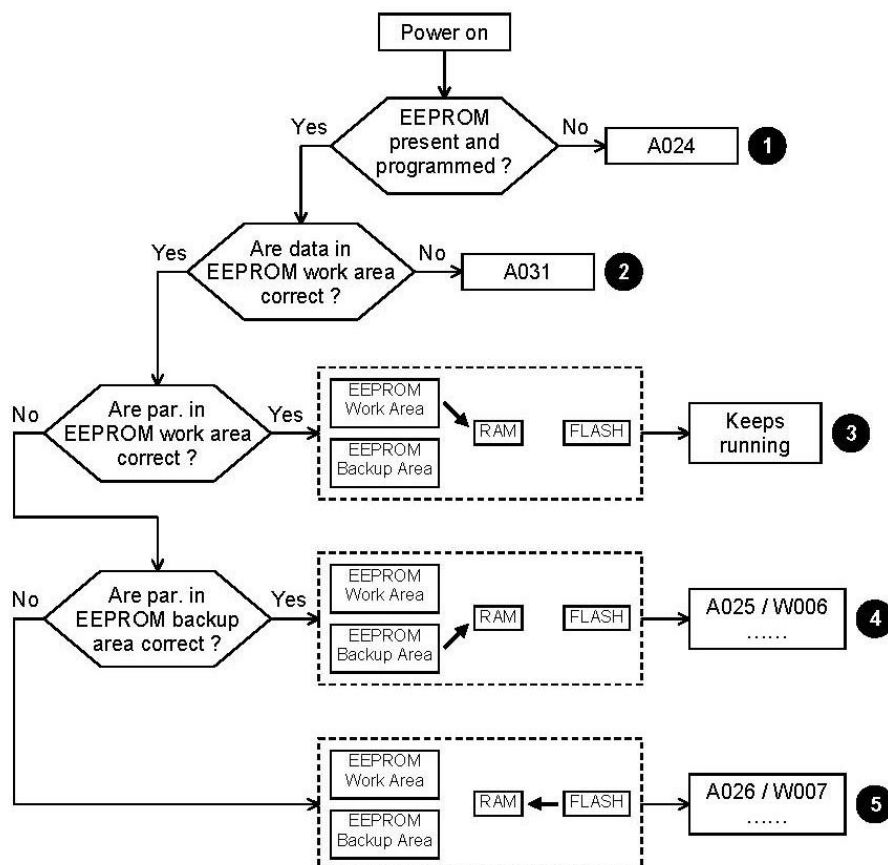 Power on
Yes
EEPROM
present and
programmed ?
No
A024
1
Yes
Are data in
EEPROM work area
correct ?
No
A031
2
No
Are par. in
EEPROM work area
correct ?
Yes
EEPROM
Work Area
EEPROM
Backup Area
RAM
FLASH
Keeps
running
3
No
Are par. in
EEPROM backup
area correct ?
Yes
EEPROM
Work Area
EEPROM
Backup Area
RAM
FLASH
A025 / W006
......
4
EEPROM
Work Area
EEPROM
Backup Area
RAM
FLASH
A026 / W007
......
5